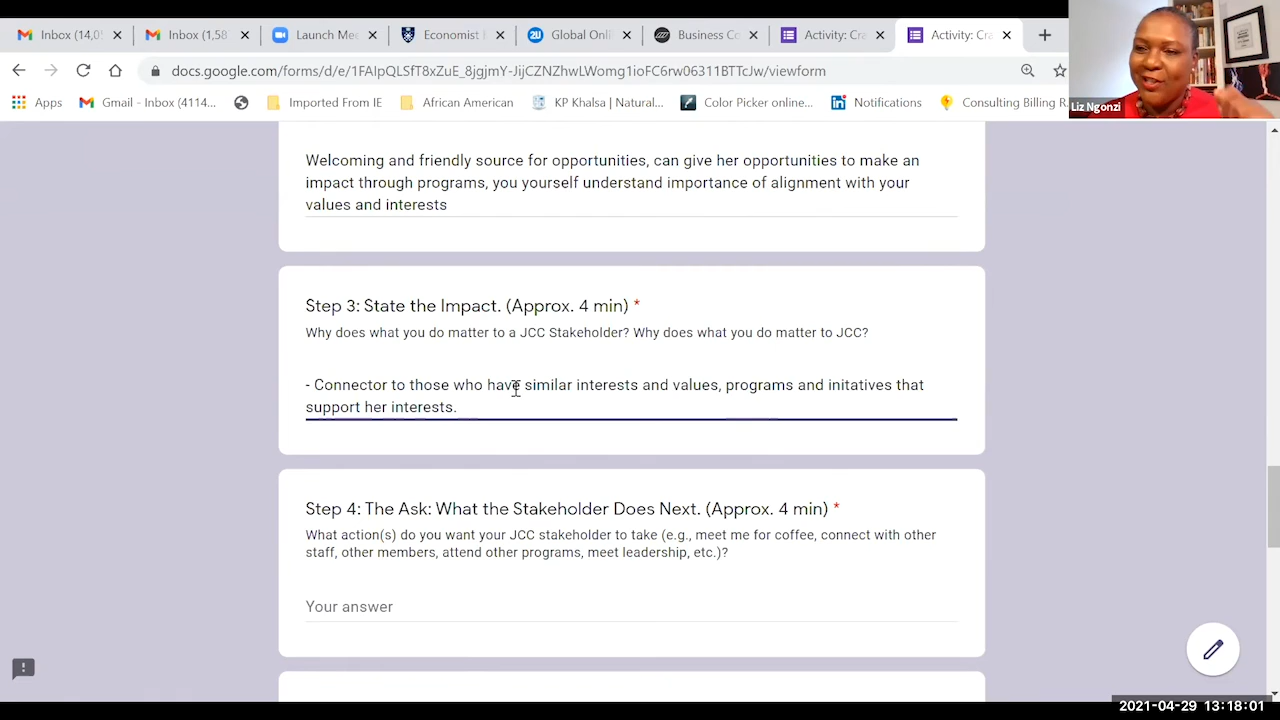 Inbox (14,0
Inbox (1,58
Launch Me
Economist
2U
Global Onli
Business Co
Activity: Cra
Activity: Cra
docs.google.com/forms/d/e/1FAIpQLSfT8xZuE_8jgjmY-JijCZNZhwLWomg1ioFC6rw06311BTTcJw/viewform
Apps
Gmail - Inbox (4114...
Imported From IE
African American
KP Khalsa | Natural...
Color Picker online...
Notifications
Consulting Billing R
Liz Ngonzi
Welcoming and friendly source for opportunities, can give her opportunities to make an
impact through programs, you yourself understand importance of alignment with your
values and interests
Step 3: State the Impact. (Approx. 4 min) *
Why does what you do matter to a JCC Stakeholder? Why does what you do matter to JCC?
- Connector to those who have similar interests and values, programs and initatives that
support her interests.
Step 4: The Ask: What the Stakeholder Does Next. (Approx. 4 min) *
What action(s) do you want your JCC stakeholder to take (e.g., meet me for coffee, connect with other
staff, other members, attend other programs, meet leadership, etc.)?
Your answer
2021-04-29 13:18:01